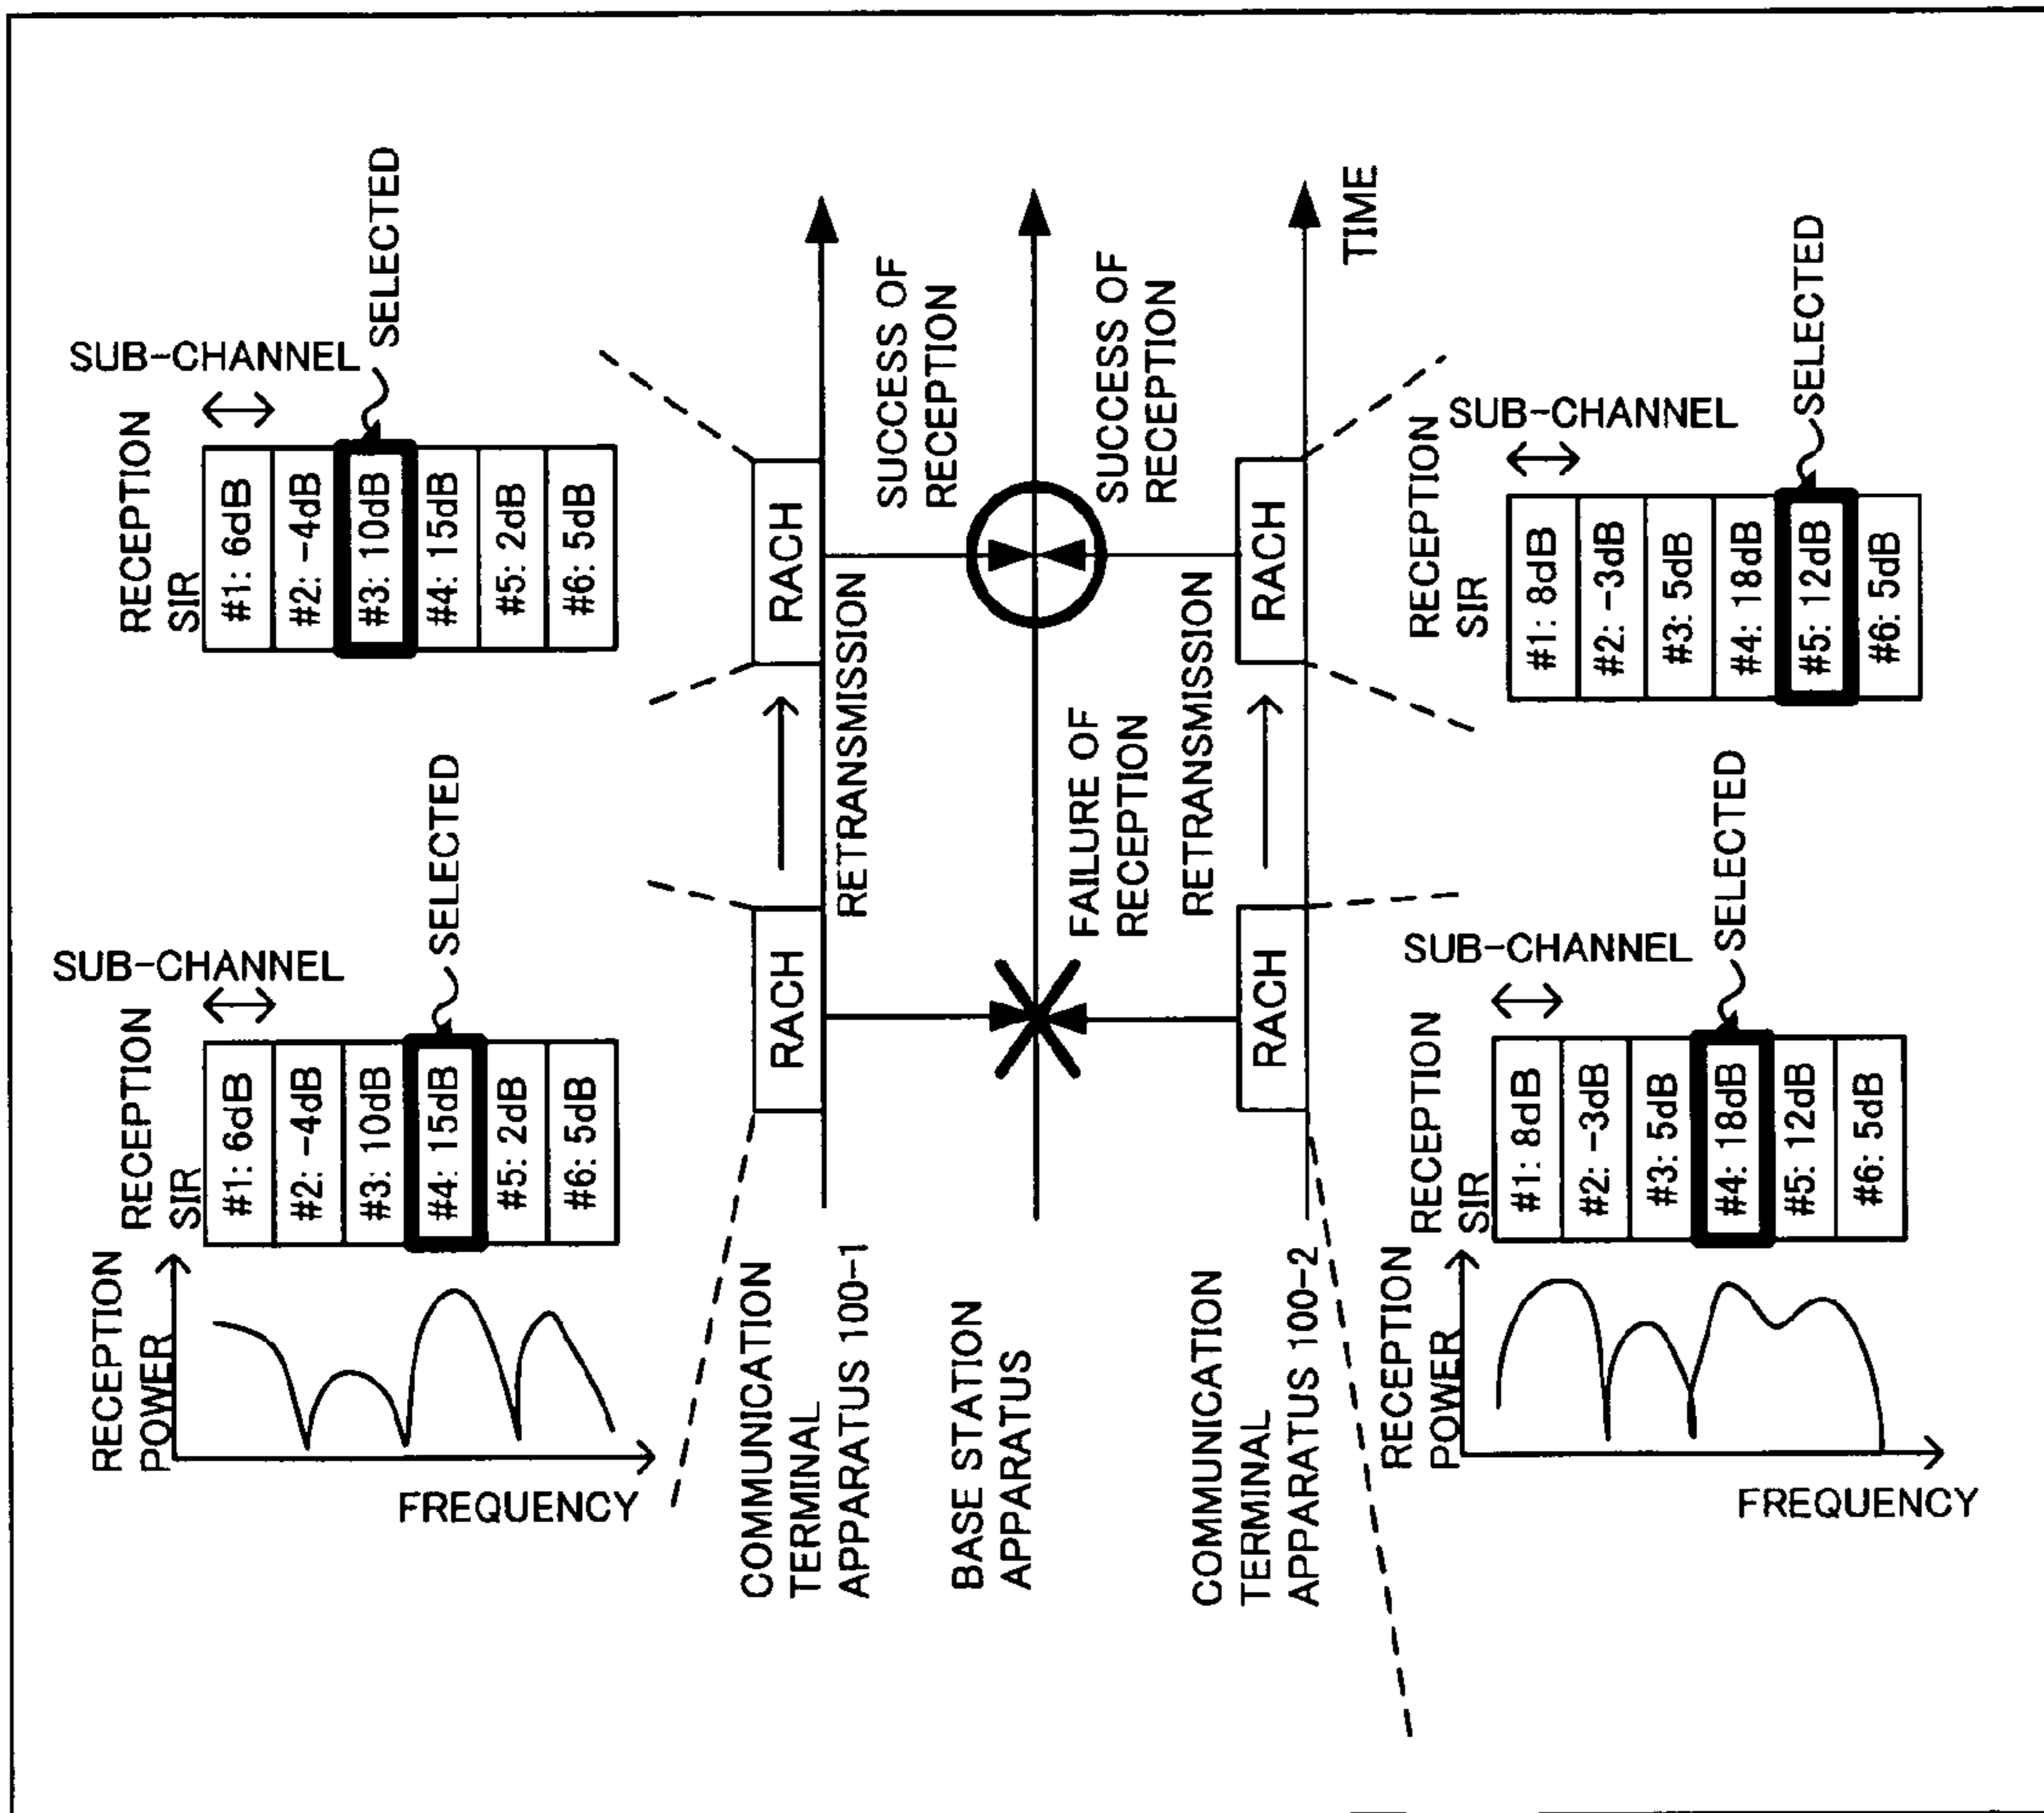 RECEPTION
POWER
FREQUENCY
RECEPTION
SIR
SUB-CHANNEL
#1: 6dB
#2: -4dB
#3: 10dB
#4: 15dB
#5: 2dB
#6: 5dB
SELECTED
RECEPTION
SIR
SUB-CHANNEL
#1: 6dB
#2: -4dB
#3: 10dB
#4: 15dB
#5: 2dB
#6: 5dB
SELECTED
COMMUNICATION
TERMINAL
APPARATUS 100-1
RACH
RETRANSMISSION
RACH
SUCCESS OF
RECEPTION
BASE STATION
APPARATUS
FAILURE OF
RECEPTION
SUCCESS OF
RECEPTION
COMMUNICATION
TERMINAL
APPARATUS 100-2
RACH
RETRANSMISSION
RACH
TIME
RECEPTION
POWER
FREQUENCY
RECEPTION
SIR
SUB-CHANNEL
#1: 8dB
#2: -3dB
#3: 5dB
#4: 18dB
#5: 12dB
#6: 5dB
SELECTED
RECEPTION
SIR
SUB-CHANNEL
#1: 8dB
#2: -3dB
#3: 5dB
#4: 18dB
#5: 12dB
#6: 5dB
SELECTED